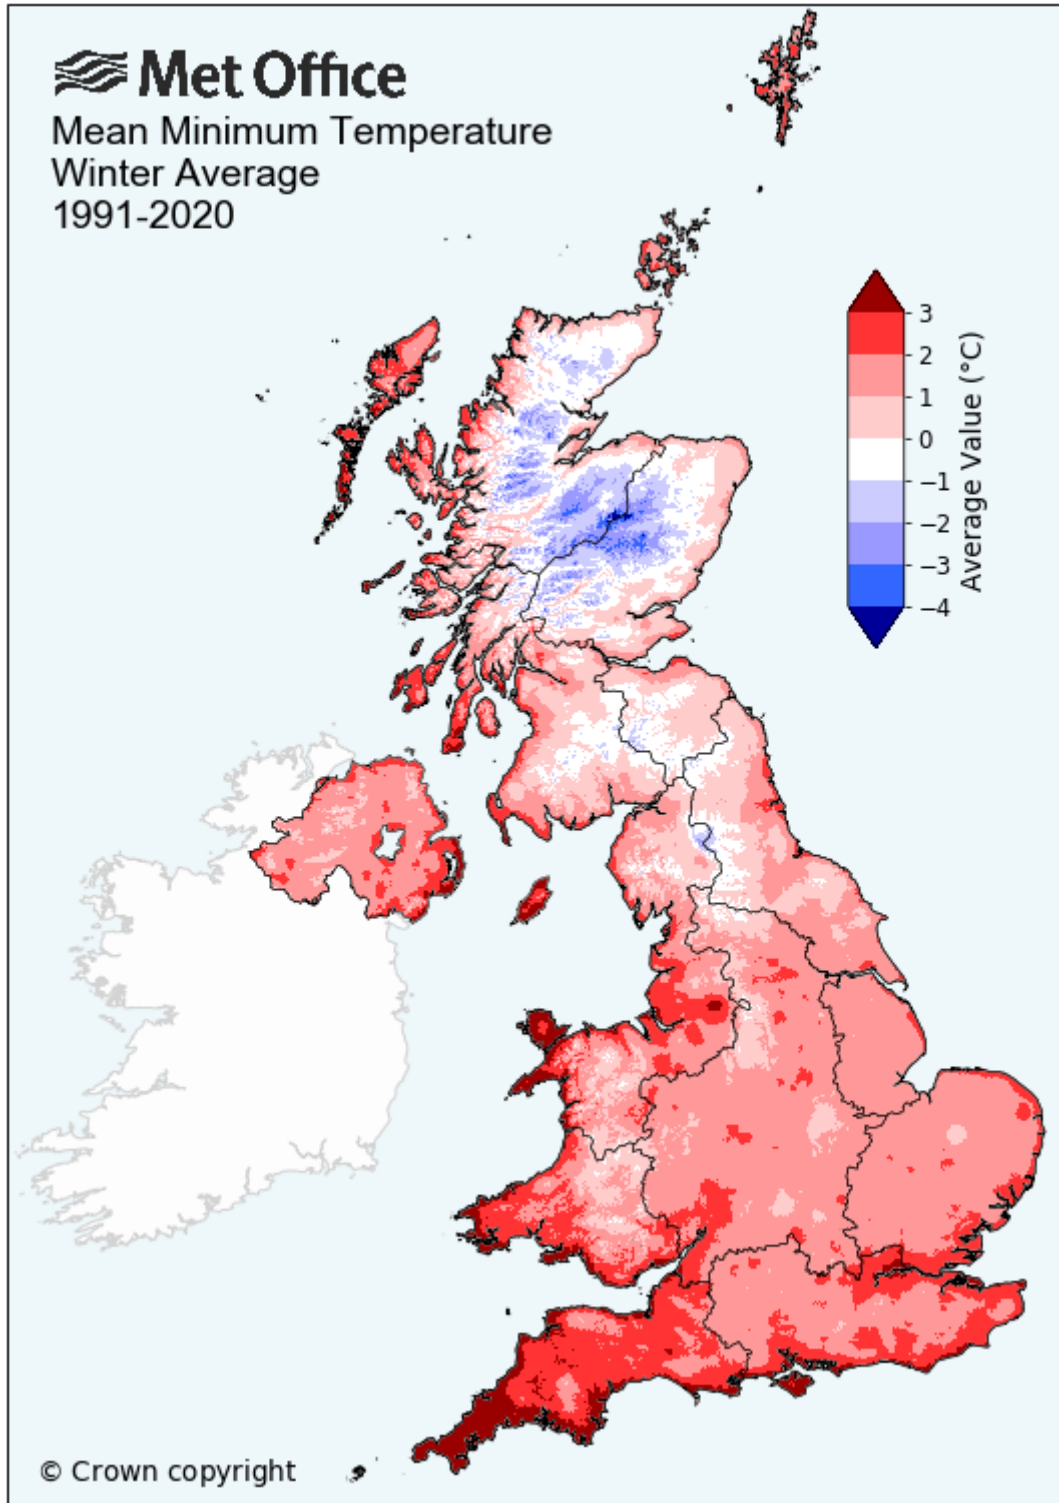 Met Office
Mean Minimum Temperature
Winter Average
1991-2020
3
2
1
0
−1
−2
−3
−4
Average Value (°C)
© Crown copyright